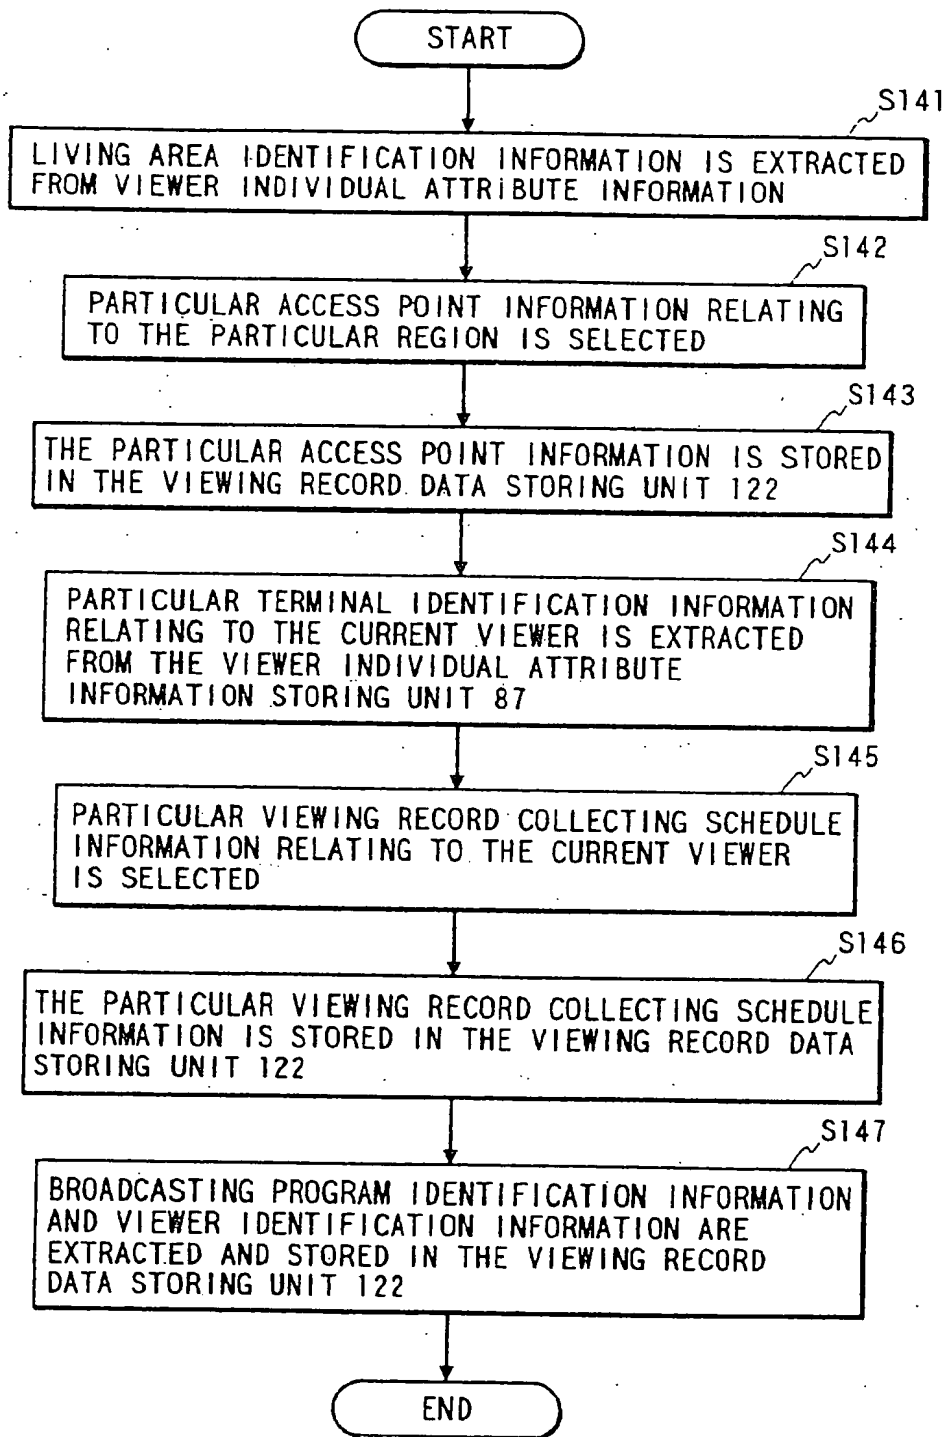 START
S141
LIVING AREA IDENTIFICATION INFORMATION IS EXTRACTED
FROM VIEWER INDIVIDUAL ATTRIBUTE INFORMATION
S142
PARTICULAR ACCESS POINT INFORMATION RELATING
TO THE PARTICULAR REGION IS SELECTED
S143
THE PARTICULAR ACCESS POINT INFORMATION IS STORED
IN THE VIEWING RECORD DATA STORING UNIT 122
S144
PARTICULAR TERMINAL IDENTIFICATION INFORMATION
RELATING TO THE CURRENT VIEWER IS EXTRACTED
FROM THE VIEWER INDIVIDUAL ATTRIBUTE
INFORMATION STORING UNIT 87
S145
PARTICULAR VIEWING RECORD COLLECTING SCHEDULE
INFORMATION RELATING TO THE CURRENT VIEWER
IS SELECTED
S146
THE PARTICULAR VIEWING RECORD COLLECTING SCHEDULE
INFORMATION IS STORED IN THE VIEWING RECORD DATA
STORING UNIT 122
S147
BROADCASTING PROGRAM IDENTIFICATION INFORMATION
AND VIEWER IDENTIFICATION INFORMATION ARE
EXTRACTED AND STORED IN THE VIEWING RECORD
DATA STORING UNIT 122
END